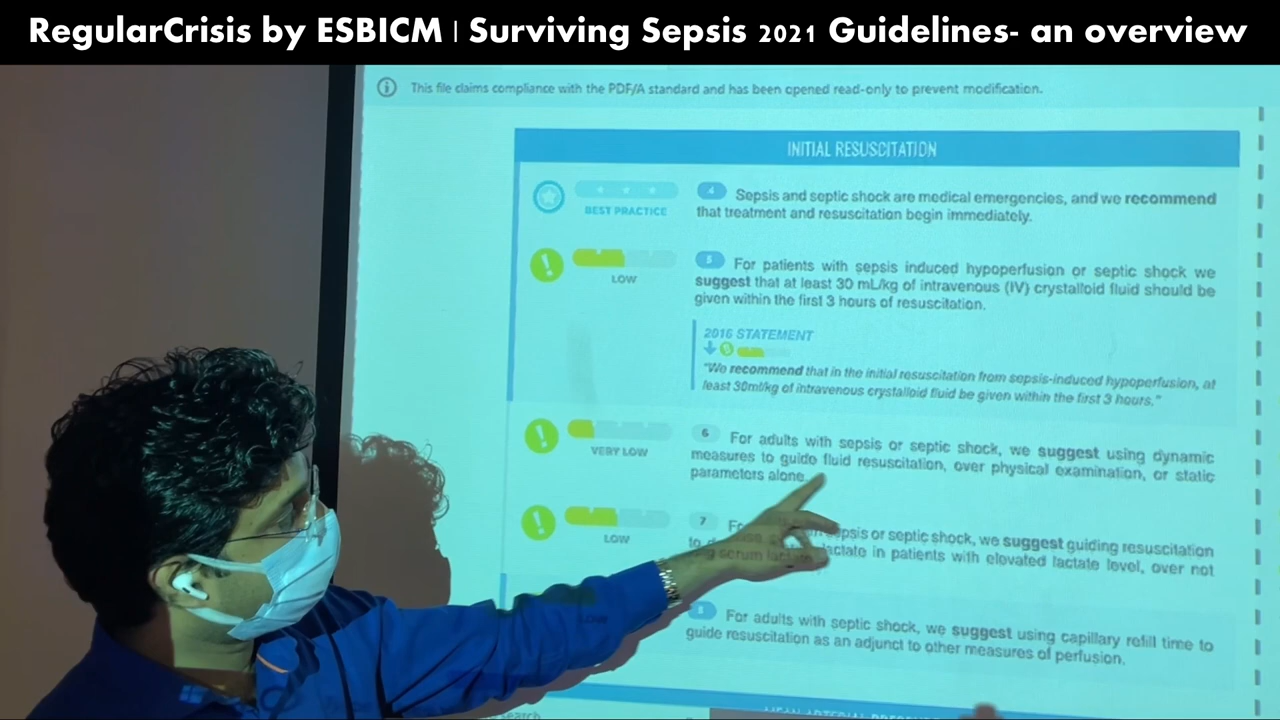 RegularCrisis by ESBICM | Surviving Sepsis 2021 Guidelines- an overview
This file claims compliance with the PDF/A standard and has been opened read-only to prevent modification.
INITIAL RESUSCITATION
BEST PRACTICE
4 Sepsis and septic shock are medical emergencies, and we recommend
that treatment and resuscitation begin immediately.
LOW
5 For patients with sepsis induced hypoperfusion or septic shock we
suggest that at least 30 mL/kg of intravenous (IV) crystalloid fluid should be
given within the first 3 hours of resuscitation.
2016 STATEMENT
"We recommend that in the initial resuscitation from sepsis-induced hypoperfusion, at
least 30ml/kg of intravenous crystalloid fluid be given within the first 3 hours."
VERY LOW
6 For adults with sepsis or septic shock, we suggest using dynamic
measures to guide fluid resuscitation, over physical examination, or static
parameters alone.
LOW
7 sepsis or septic shock, we suggest guiding resuscitation
to serum lactate in patients with elevated lactate level, over not
LOW
8 For adults with septic shock, we suggest using capillary refill time to
guide resuscitation as an adjunct to other measures of perfusion.
search
MEAN ARTERIAL PRESSURE